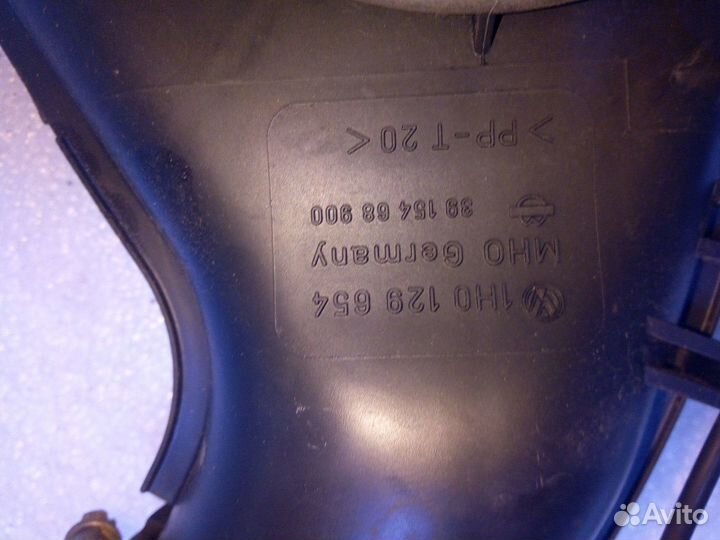 1H0 129 654
MHO Germany
39 154 68 900
>PP-T 20<
Avito